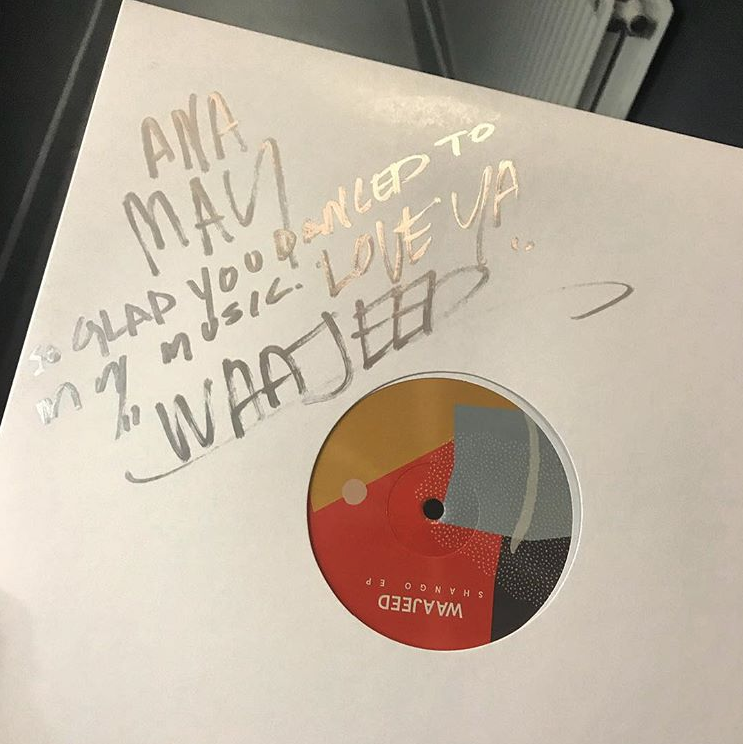 ANA
MAY
SO GLAD YOU DANCED TO
MY MUSIC. LOVE YA
"WAAJEED"
WAAJEED
SHANGO EP